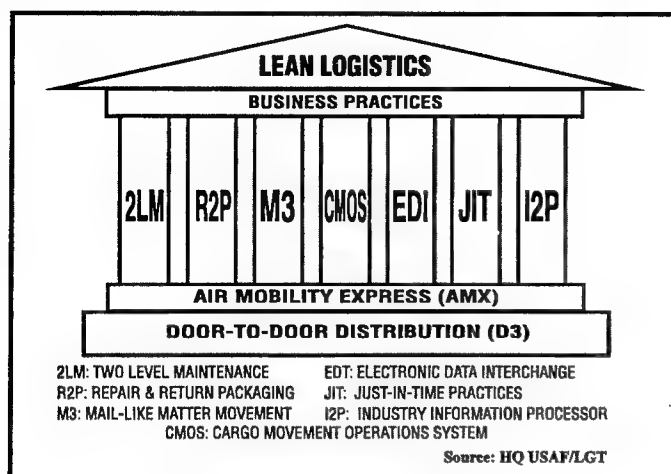 LEAN LOGISTICS
BUSINESS PRACTICES
2LM R2P M3 CMOS EDI JIT I2P
AIR MOBILITY EXPRESS (AMX)
DOOR-TO-DOOR DISTRIBUTION (D3)
2LM: TWO LEVEL MAINTENANCE EDT: ELECTRONIC DATA INTERCHANGE
R2P: REPAIR & RETURN PACKAGING JIT: JUST-IN-TIME PRACTICES
M3: MAIL-LIKE MATTER MOVEMENT I2P: INDUSTRY INFORMATION PROCESSOR
CMOS: CARGO MOVEMENT OPERATIONS SYSTEM
Source: HQ USAF/LGT